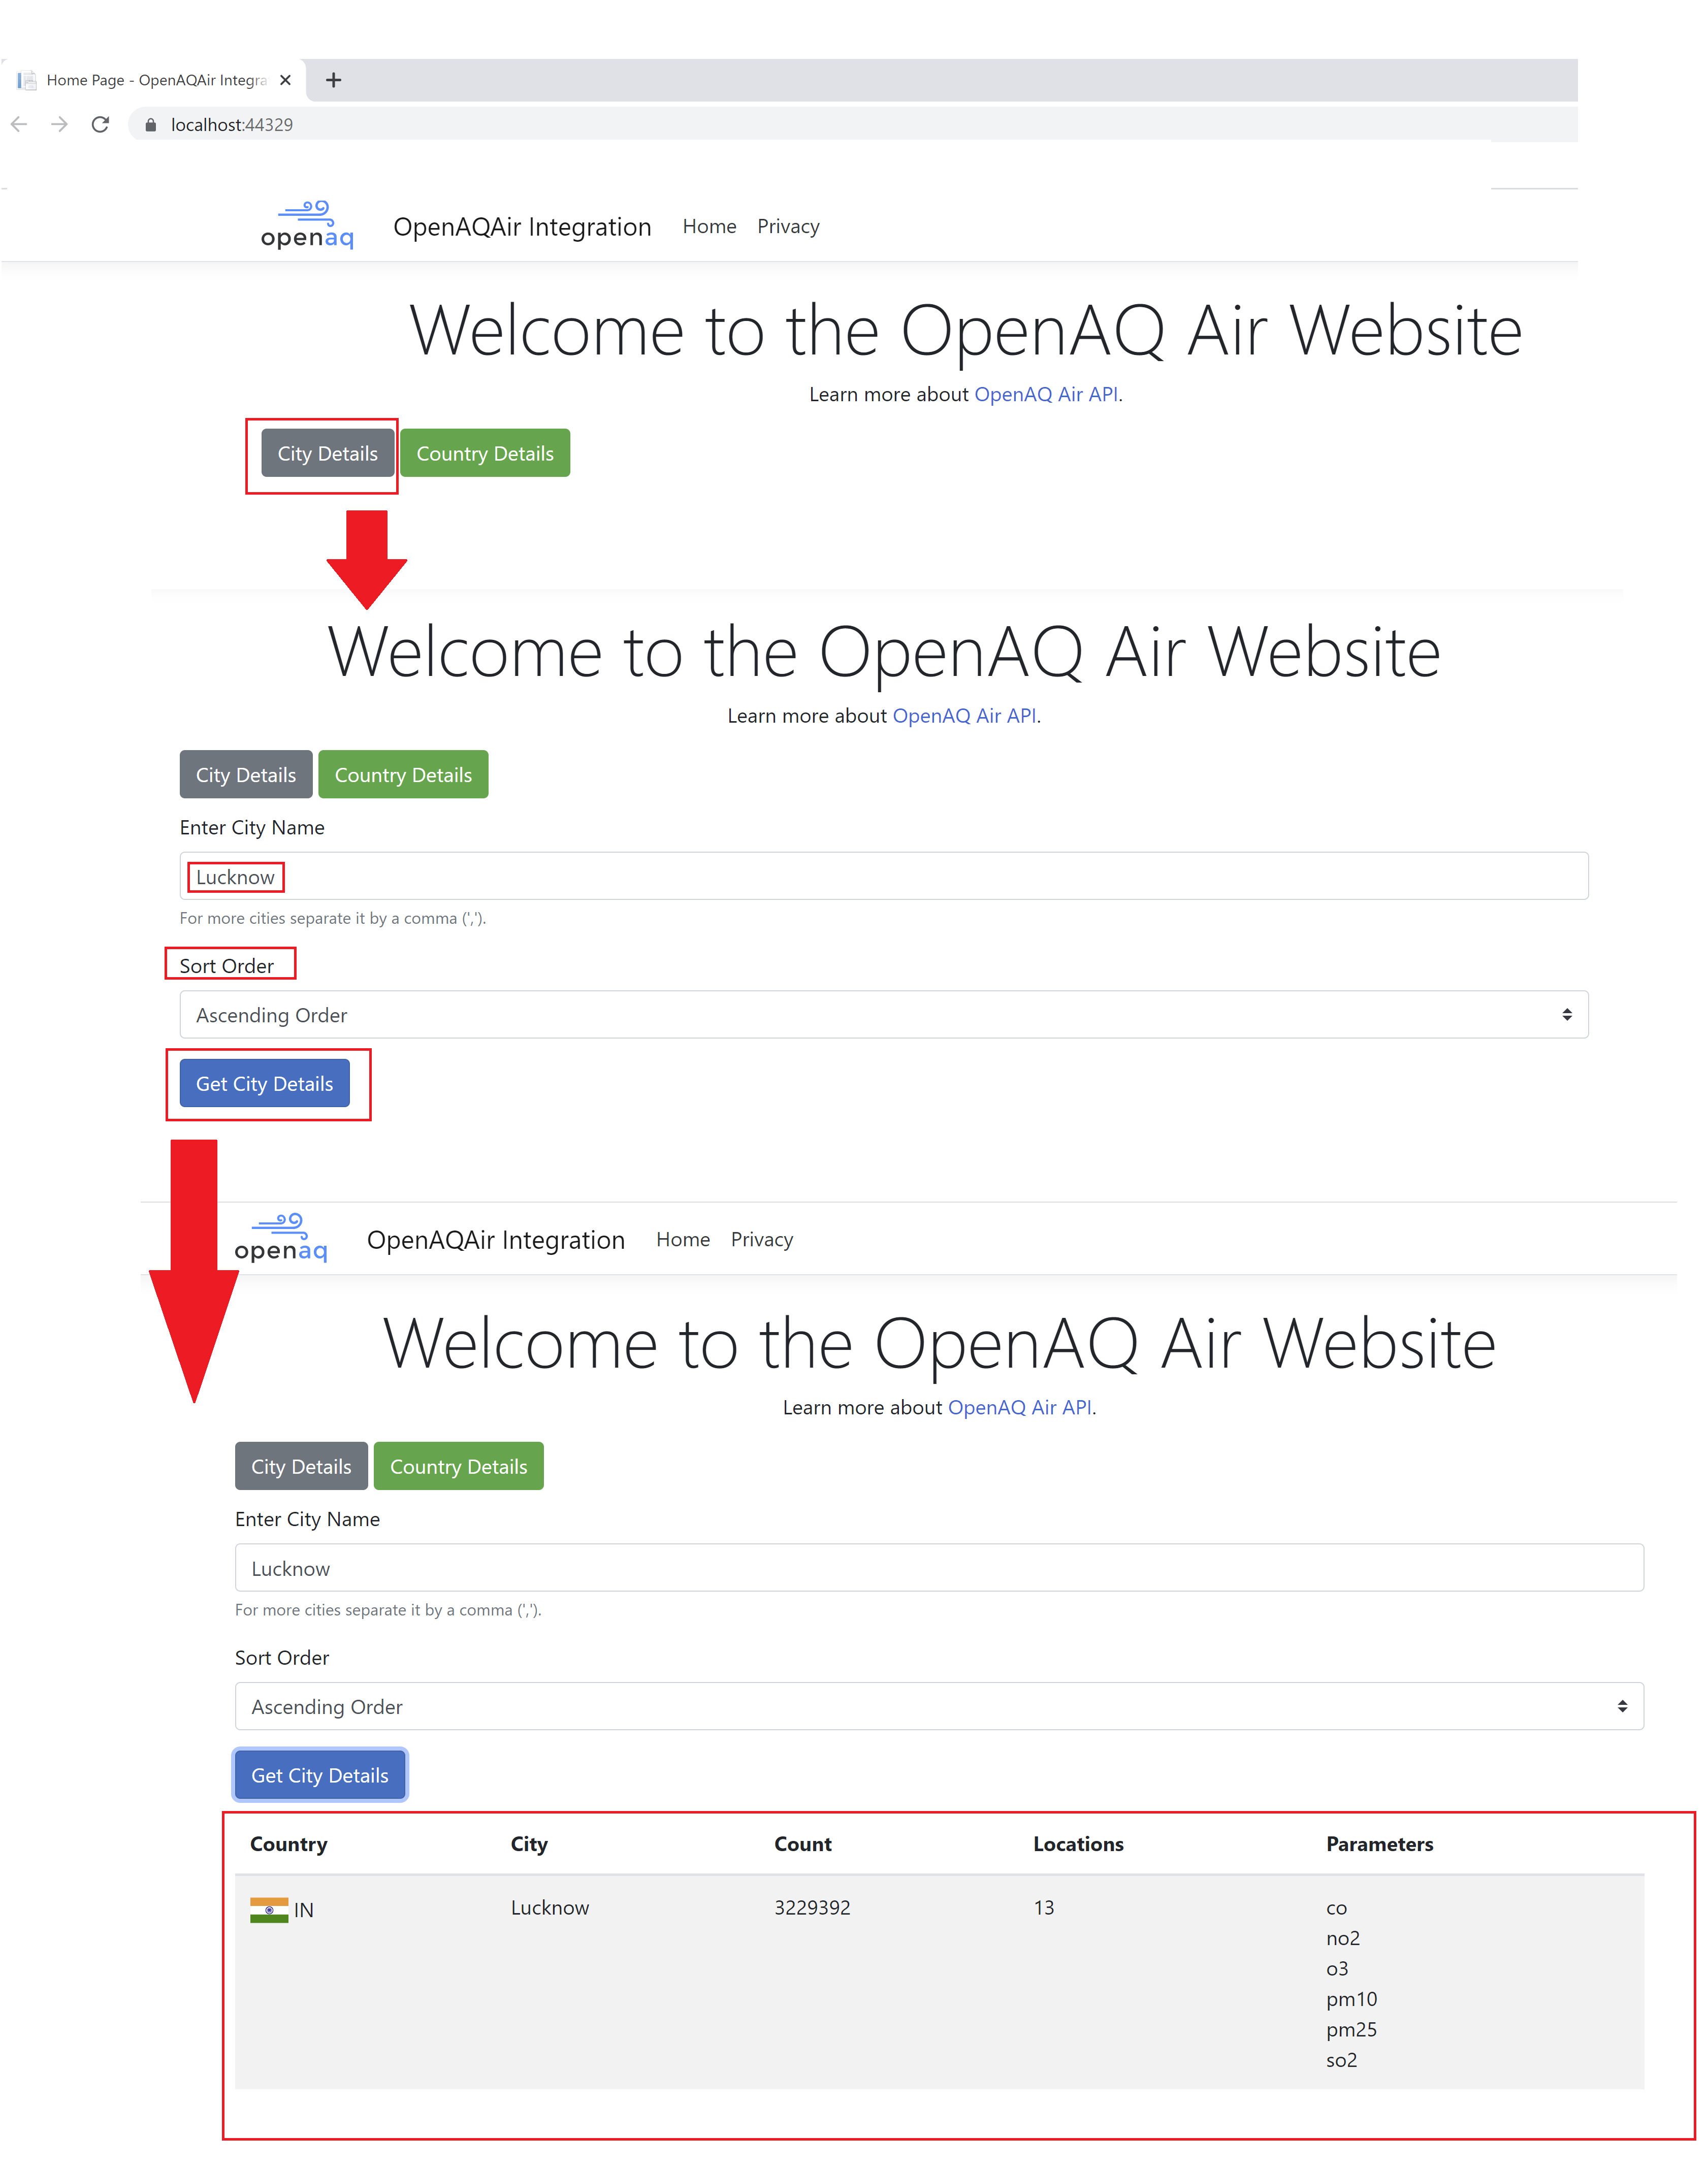 Home Page - OpenAQAir Integra
localhost:44329
openaq
OpenAQAir Integration Home Privacy
Welcome to the OpenAQ Air Website
Learn more about OpenAQ Air API.
City Details Country Details
Welcome to the OpenAQ Air Website
Learn more about OpenAQ Air API.
City Details Country Details
Enter City Name
Lucknow
For more cities separate it by a comma (',').
Sort Order
Ascending Order
Get City Details
openaq
OpenAQAir Integration Home Privacy
Welcome to the OpenAQ Air Website
Learn more about OpenAQ Air API.
City Details Country Details
Enter City Name
Lucknow
For more cities separate it by a comma (',').
Sort Order
Ascending Order
Get City Details
Country City Count Locations Parameters
IN Lucknow 3229392 13 co
no2
o3
pm10
pm25
so2